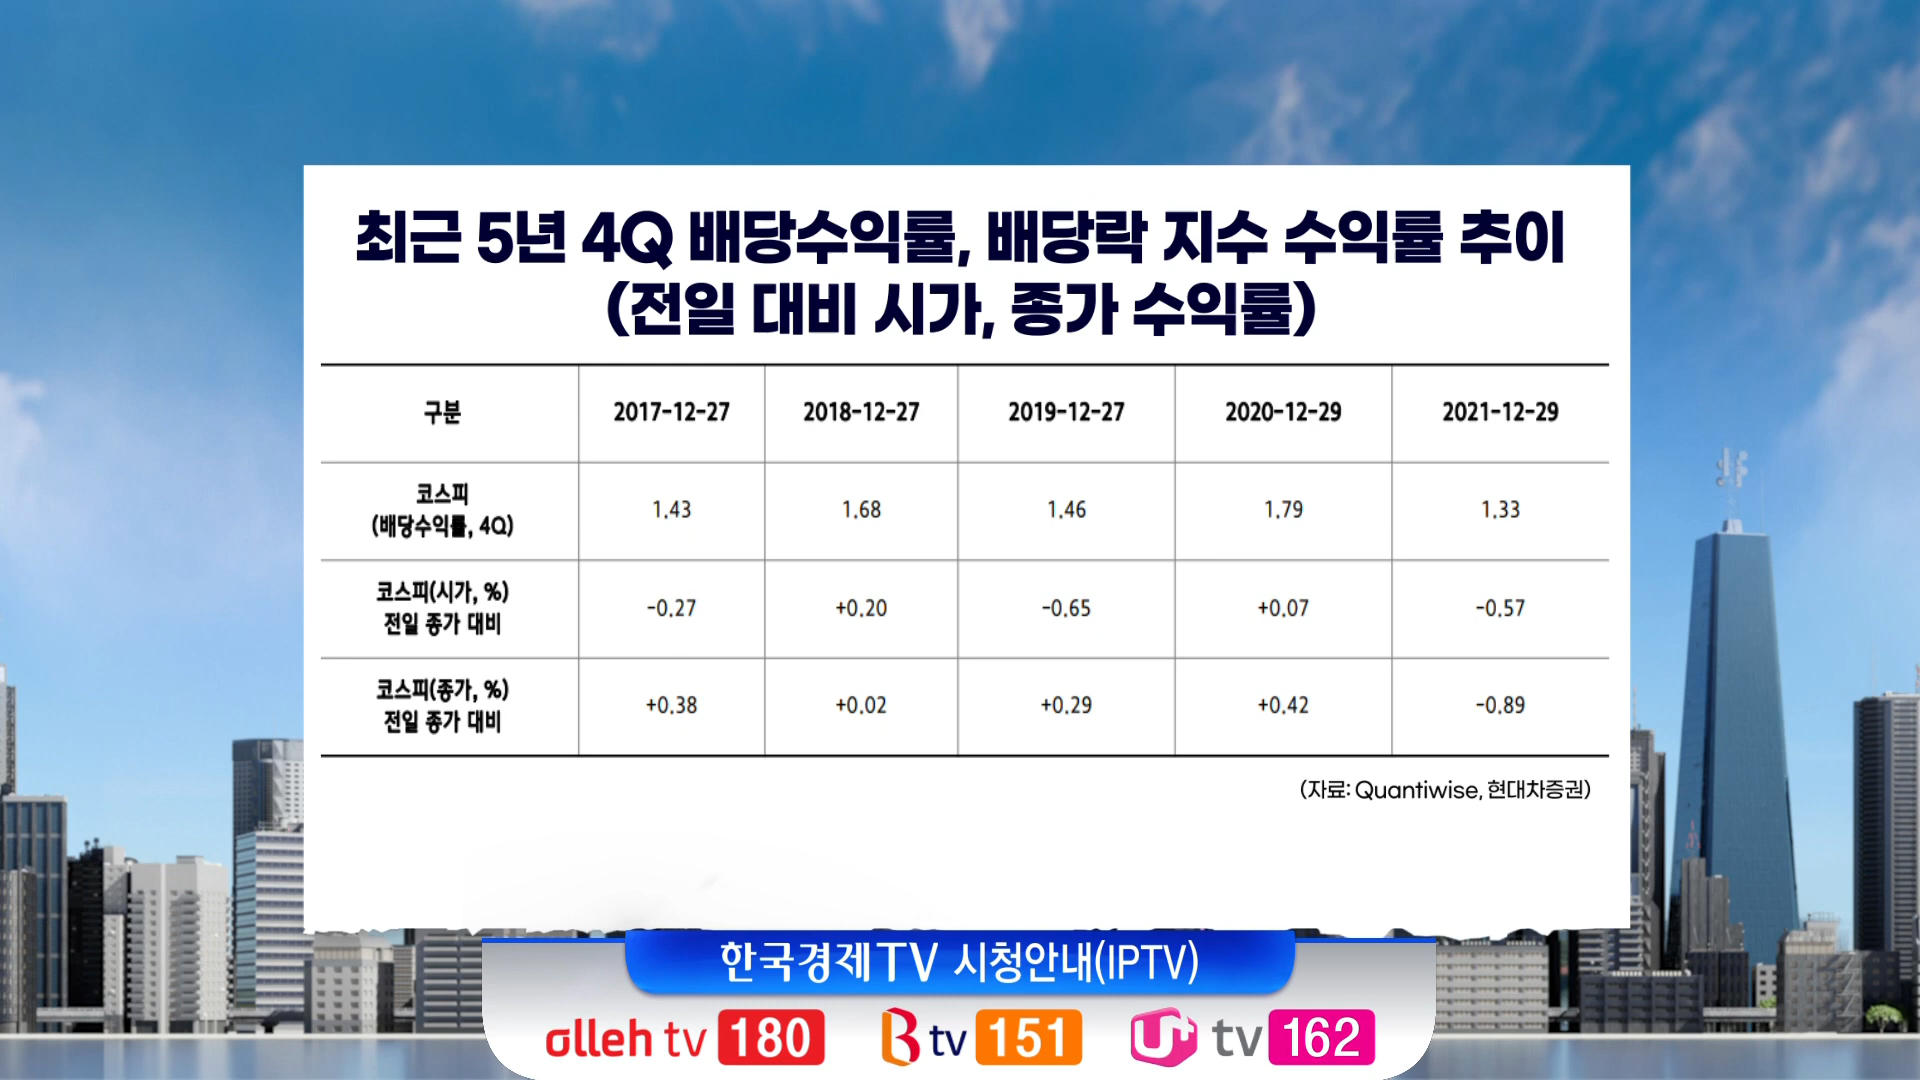 최근 5년 4Q 배당수익률, 배당락 지수 수익률 추이
(전일 대비 시가, 종가 수익률)
구분 2017-12-27 2018-12-27 2019-12-27 2020-12-29 2021-12-29
코스피
(배당수익률, 4Q) 1.43 1.68 1.46 1.79 1.33
코스피(시가, %)
전일 종가 대비 -0.27 +0.20 -0.65 +0.07 -0.57
코스피(종가, %)
전일 종가 대비 +0.38 +0.02 +0.29 +0.42 -0.89
(자료: Quantiwise, 현대차증권)
한국경제TV 시청안내(IPTV)
olleh tv 180 B tv 151 U+ tv 162